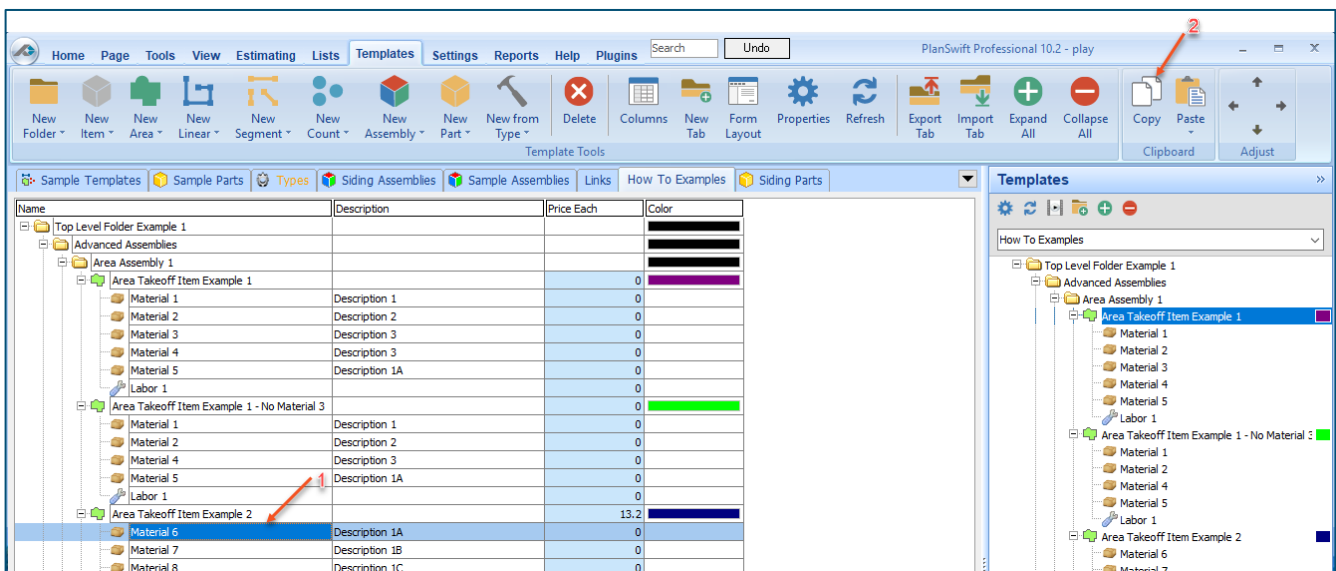 2
Home Page Tools View Estimating Lists Templates Settings Reports Help Plugins Search Undo PlanSwift Professional 10.2 - play
New Folder
New Item
New Area
New Linear
New Segment
New Count
New Assembly
New Part
New from Type
Delete
Columns
New Tab
Form Layout
Properties
Refresh
Export Tab
Import Tab
Expand All
Collapse All
Copy
Paste
Template Tools
Clipboard
Adjust
Sample Templates Sample Parts Types Siding Assemblies Sample Assemblies Links How To Examples Siding Parts
Name Description Price Each Color
Top Level Folder Example 1
Advanced Assemblies
Area Assembly 1
Area Takeoff Item Example 1 0
Material 1 Description 1 0
Material 2 Description 2 0
Material 3 Description 3 0
Material 4 Description 3 0
Material 5 Description 1A 0
Labor 1 0
Area Takeoff Item Example 1 - No Material 3 0
Material 1 Description 1 0
Material 2 Description 2 0
Material 4 Description 3 0
Material 5 1 Description 1A 0
Labor 1 0
Area Takeoff Item Example 2 13.2
Material 6 Description 1A 0
Material 7 Description 1B 0
Material 8 Description 1C 0
Templates »
How To Examples
Top Level Folder Example 1
Advanced Assemblies
Area Assembly 1
Area Takeoff Item Example 1
Material 1
Material 2
Material 3
Material 4
Material 5
Labor 1
Area Takeoff Item Example 1 - No Material 3
Material 1
Material 2
Material 4
Material 5
Labor 1
Area Takeoff Item Example 2
Material 6
Material 7